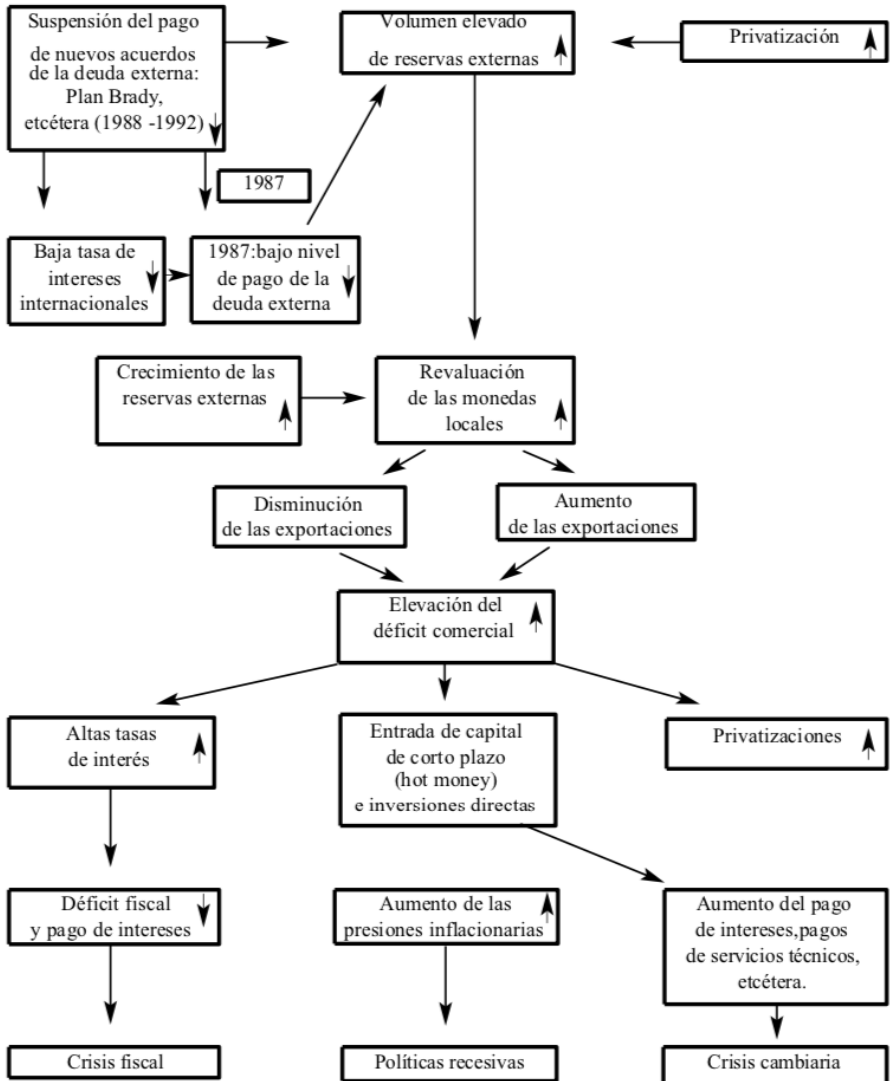 Suspensión del pago
de nuevos acuerdos
de la deuda externa:
Plan Brady,
etcétera (1988 -1992)
Volumen elevado
de reservas externas
Privatización
1987
Baja tasa de
intereses
internacionales
1987:bajo nivel
de pago de la
deuda externa
Crecimiento de las
reservas externas
Revaluación
de las monedas
locales
Disminución
de las exportaciones
Aumento
de las exportaciones
Elevación del
déficit comercial
Altas tasas
de interés
Entrada de capital
de corto plazo
(hot money)
e inversiones directas
Privatizaciones
Déficit fiscal
y pago de intereses
Aumento de las
presiones inflacionarias
Aumento del pago
de intereses,pagos
de servicios técnicos,
etcétera.
Crisis fiscal
Políticas recesivas
Crisis cambiaria